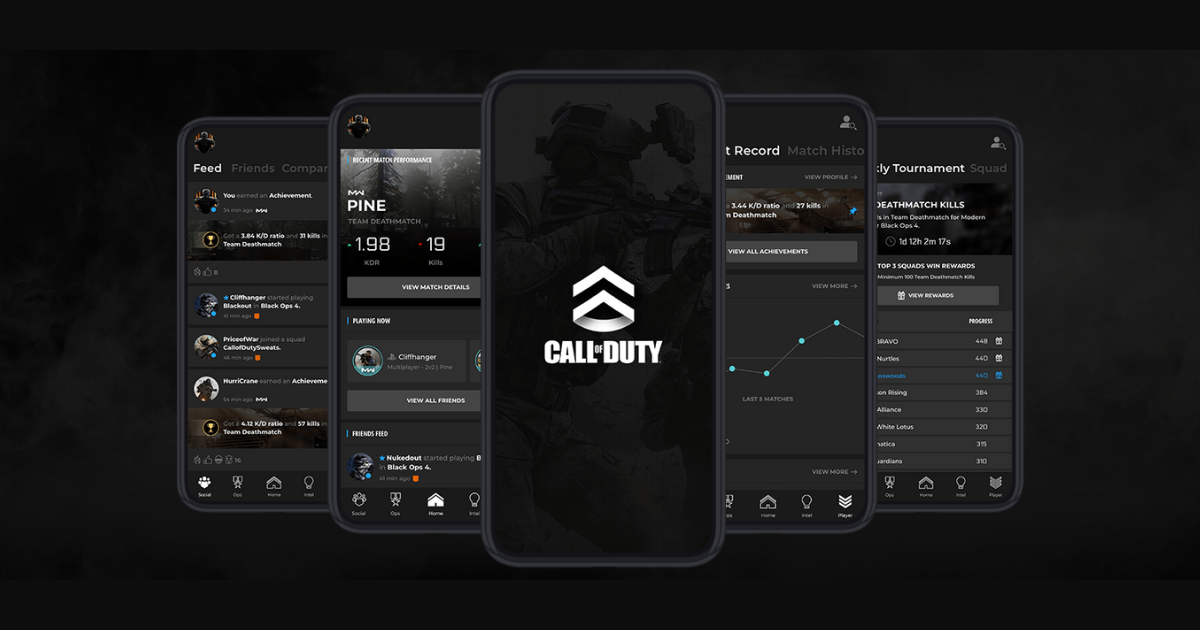 Feed Friends Compar
You earned an Achievement.
34 min ago MW
Got a 3.84 K/D ratio and 31 kills in
Team Deathmatch
8
Cliffhanger started playing
Blackout in Black Ops 4.
41 min ago
PriceofWar joined a squad
CallofDutySweats.
46 min ago
HurriCrane earned an Achieveme
54 min ago MW
Got a 4.12 K/D ratio and 57 kills in
Team Deathmatch
16
Social Ops Home Intel
RECENT MATCH PERFORMANCE
MW
PINE
TEAM DEATHMATCH
1.98 19
KDR Kills
VIEW MATCH DETAILS
PLAYING NOW
MW
Cliffhanger
Multiplayer - 2v2 | Pine
VIEW ALL FRIENDS
FRIENDS FEED
Nukedout started playing B
in Black Ops 4.
41 min ago
Social Ops Home Intel
CALL OF DUTY
t Record Match Histo
EMENT VIEW PROFILE →
3.44 K/D ratio and 27 kills in
m Deathmatch
VIEW ALL ACHIEVEMENTS
S VIEW MORE →
LAST 5 MATCHES
VIEW MORE →
ps Home Intel Player
kly Tournament Squad
DEATHMATCH KILLS
ls in Team Deathmatch for Modern
r Black Ops 4.
1d 12h 2m 17s
TOP 3 SQUADS WIN REWARDS
Minimum 100 Team Deathmatch Kills
VIEW REWARDS
PROGRESS
BRAVO 448
Nurtles 440
oswoods 440
son Rising 384
Alliance 330
White Lotus 320
natica 315
uardians 310
Ops Home Intel Player